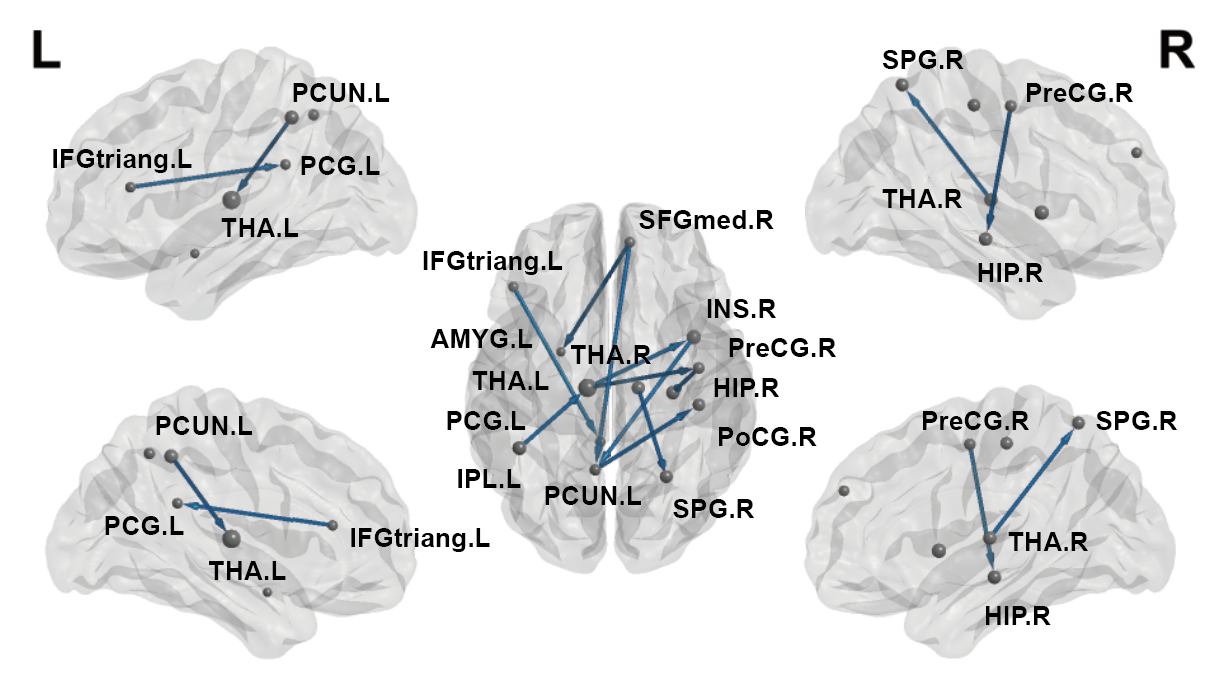 L
PCUN.L
IFGtriang.L
PCG.L
THA.L
R
SPG.R
PreCG.R
THA.R
HIP.R
SFGmed.R
IFGtriang.L
INS.R
AMYG.L
THA.R
PreCG.R
THA.L
HIP.R
PCG.L
PoCG.R
IPL.L
PCUN.L
SPG.R
PCUN.L
PCG.L
IFGtriang.L
THA.L
PreCG.R
SPG.R
THA.R
HIP.R